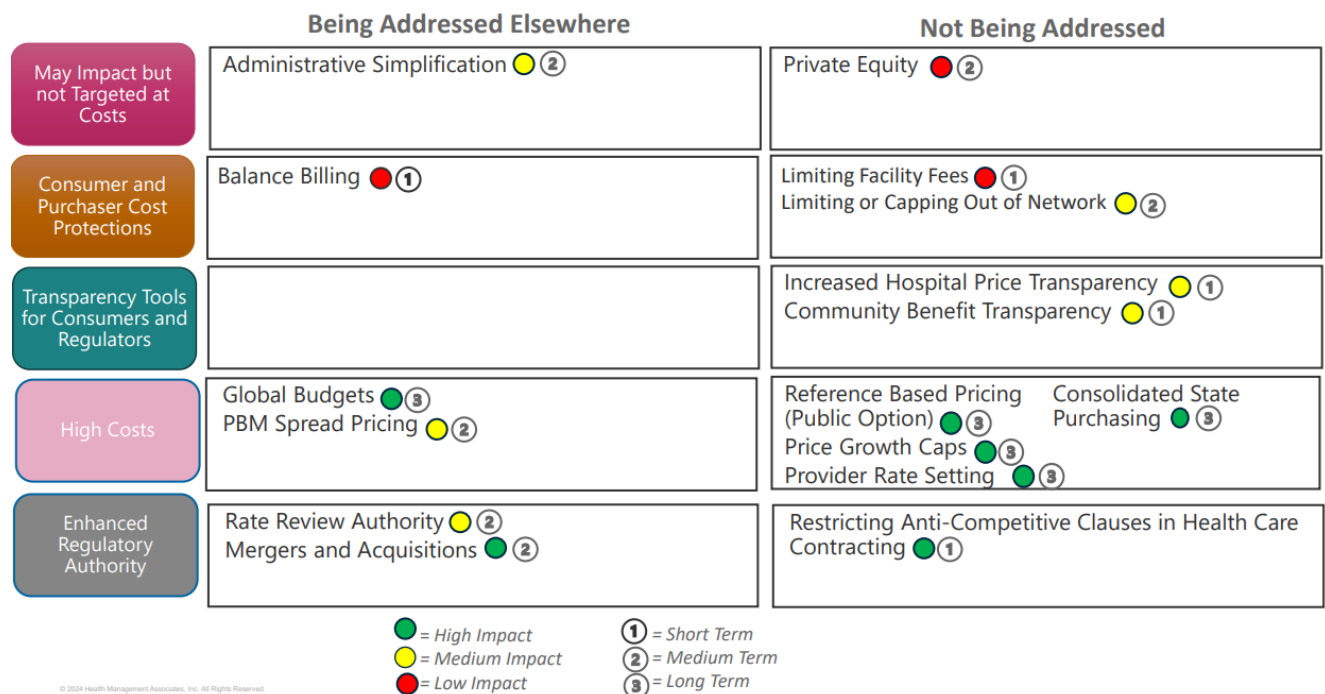 Being Addressed Elsewhere
Not Being Addressed
May Impact but
not Targeted at
Costs
Administrative Simplification 2
Private Equity 2
Consumer and
Purchaser Cost
Protections
Balance Billing 1
Limiting Facility Fees 1
Limiting or Capping Out of Network 2
Transparency Tools
for Consumers and
Regulators
Increased Hospital Price Transparency 1
Community Benefit Transparency 1
High Costs
Global Budgets 3
PBM Spread Pricing 2
Reference Based Pricing
(Public Option) 3
Price Growth Caps 3
Provider Rate Setting 3
Consolidated State
Purchasing 3
Enhanced
Regulatory
Authority
Rate Review Authority 2
Mergers and Acquisitions 2
Restricting Anti-Competitive Clauses in Health Care
Contracting 1
= High Impact
= Medium Impact
= Low Impact
1 = Short Term
2 = Medium Term
3 = Long Term
© 2024 Health Management Associates, Inc. All Rights Reserved.